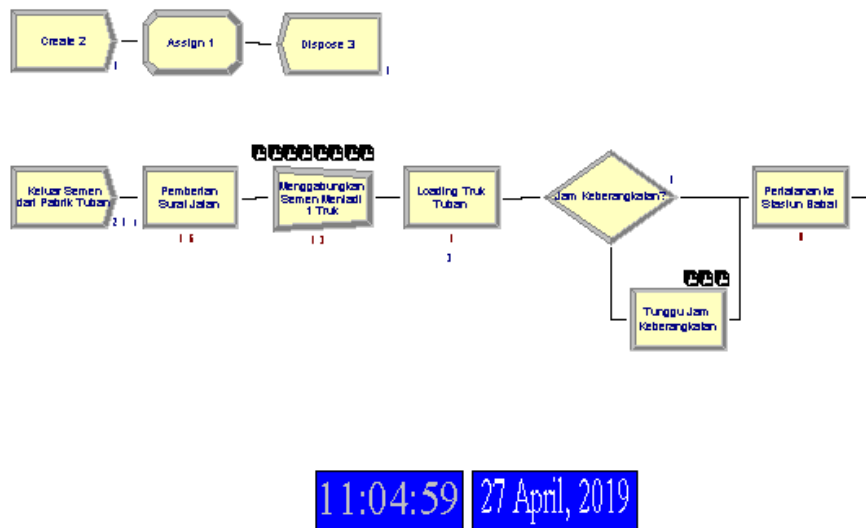 Create 2
Assign 1
Dispose 3
Keluar Semen
dari Pabrik Tuban
Pemberian
Surat Jalan
Menggabungkan
Semen Menjadi
1 Truk
Loading Truk
Tuban
Jam Keberangkatan?
Perjalanan ke
Stasiun Babat
Tunggu Jam
Keberangkatan
11:04:59
27 April, 2019